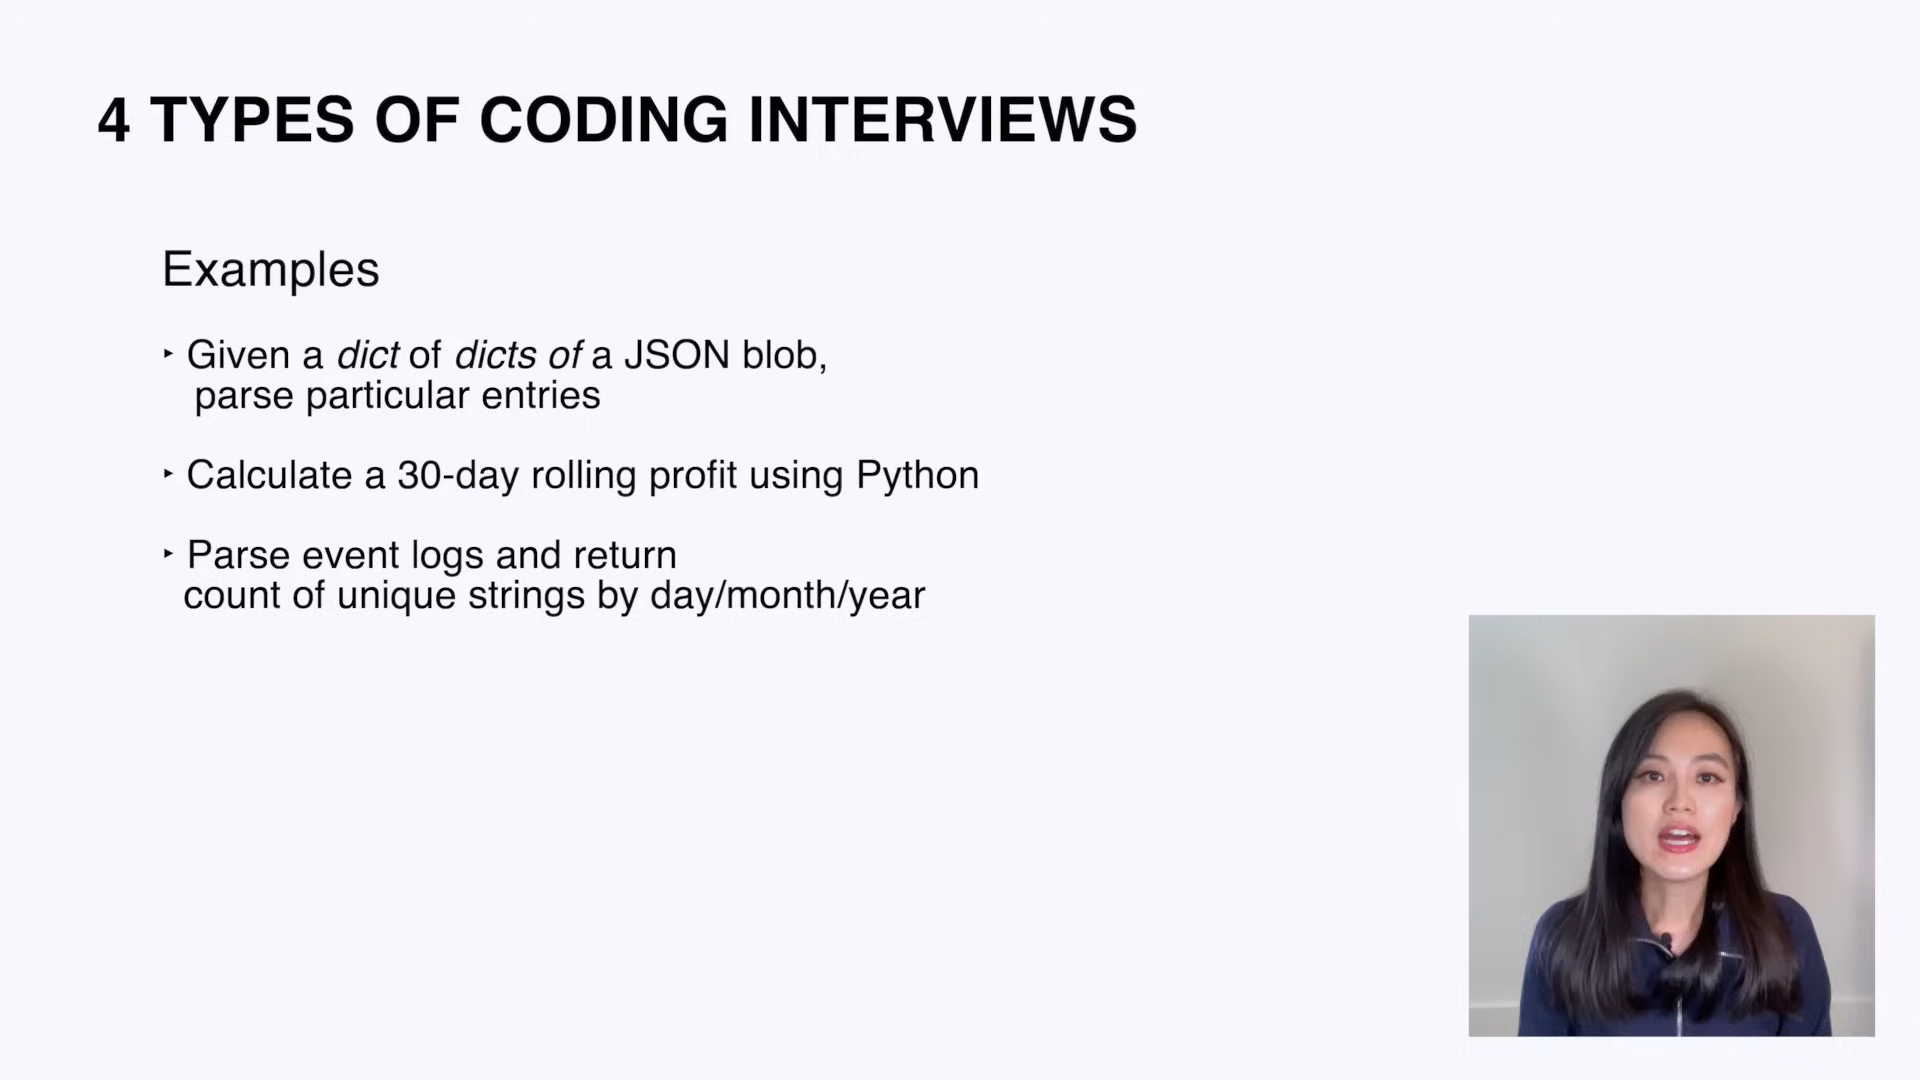 4 TYPES OF CODING INTERVIEWS
Examples
‣ Given a dict of dicts of a JSON blob,
parse particular entries
‣ Calculate a 30-day rolling profit using Python
‣ Parse event logs and return
count of unique strings by day/month/year